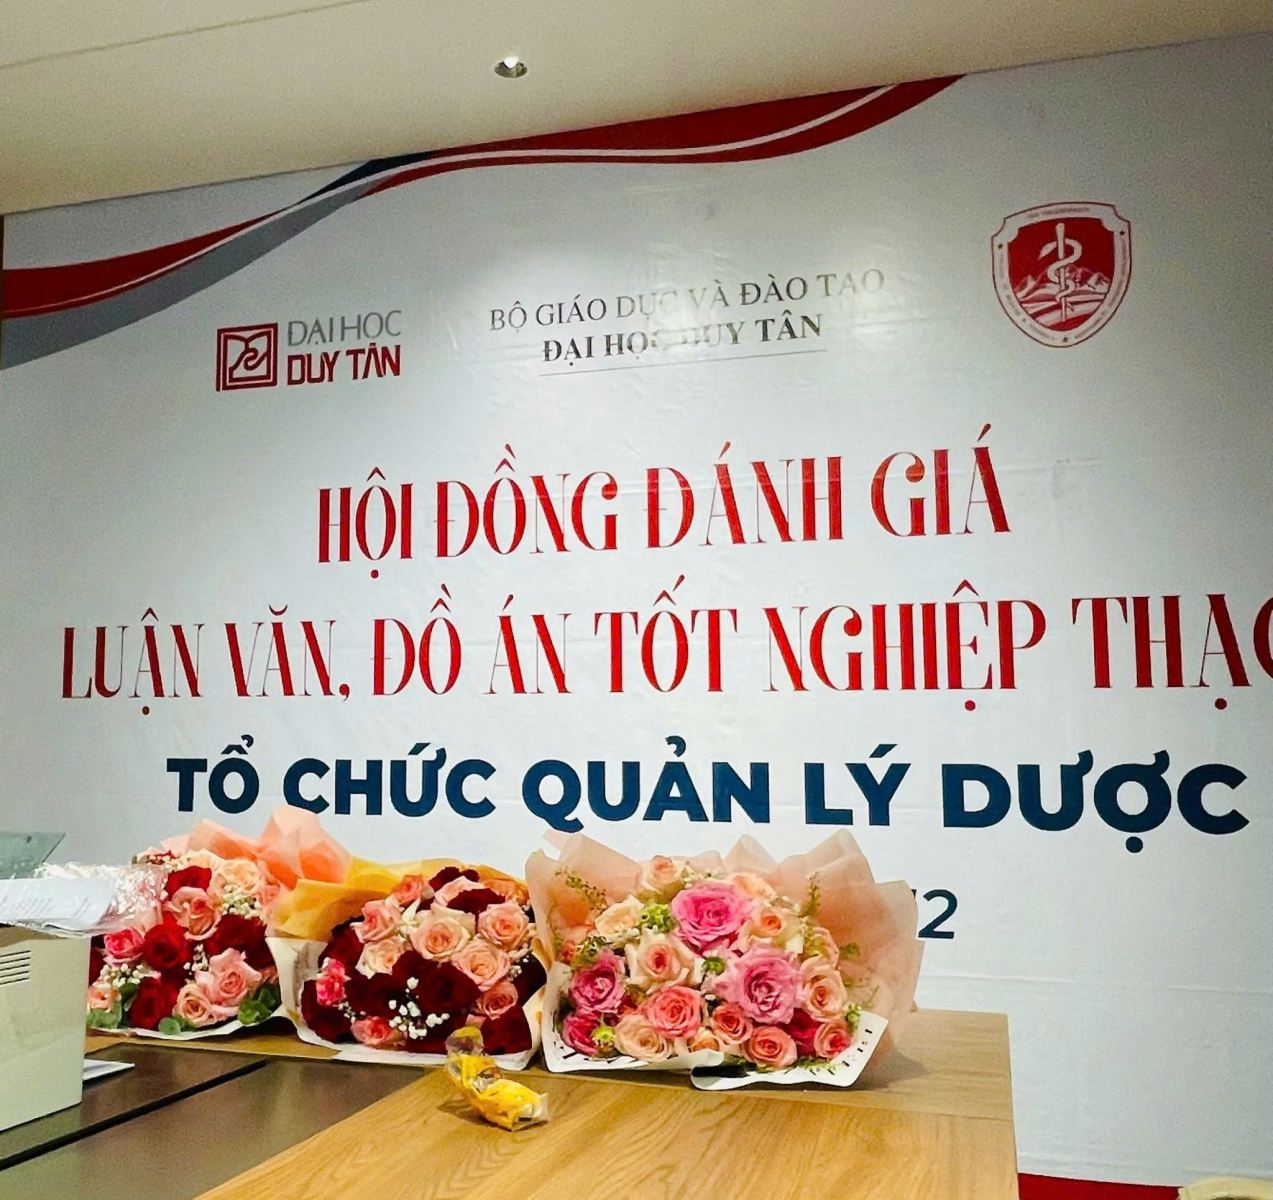 ĐẠI HỌC
DUY TÂN
BỘ GIÁO DỤC VÀ ĐÀO TẠO
ĐẠI HỌC DUY TÂN
HỘI ĐỒNG ĐÁNH GIÁ
LUẬN VĂN, ĐỒ ÁN TỐT NGHIỆP THẠC
TỔ CHỨC QUẢN LÝ DƯỢC